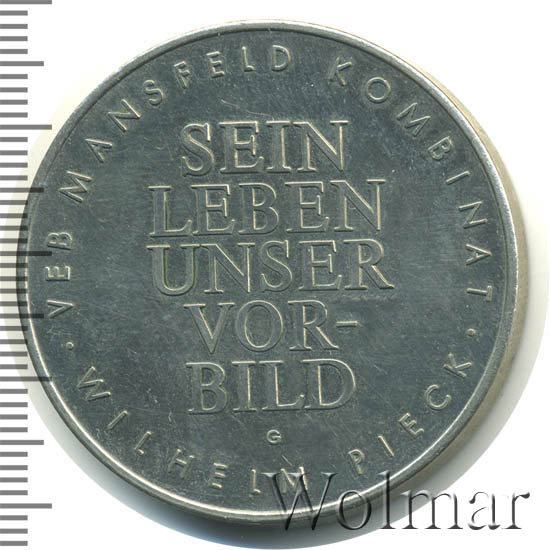 · VEB MANSFELD KOMBINAT ·
SEIN
LEBEN
UNSER
VOR-
BILD
G
WILHELM PIECK
Wolmar